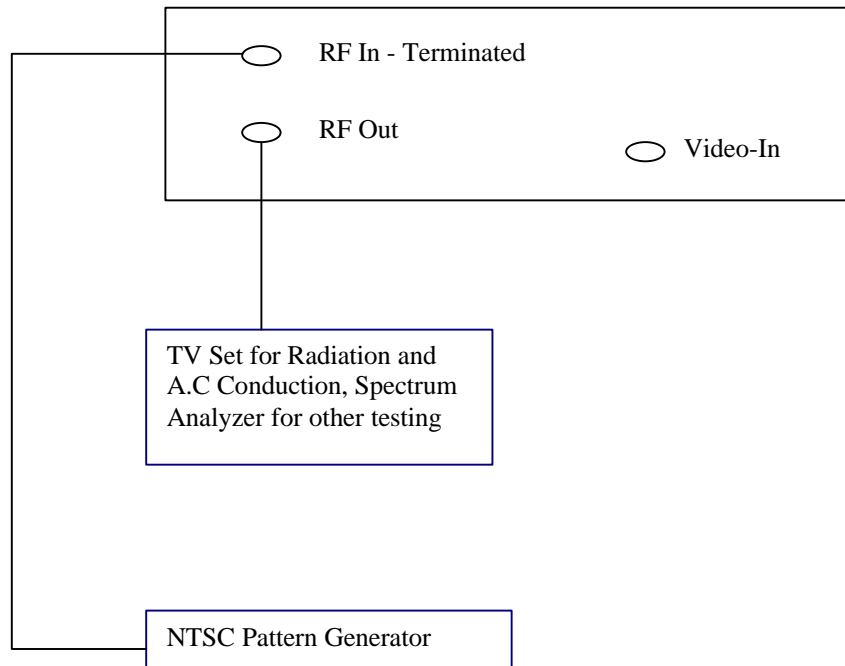 RF In - Terminated
RF Out
Video-In
TV Set for Radiation and
A.C Conduction, Spectrum
Analyzer for other testing
NTSC Pattern Generator